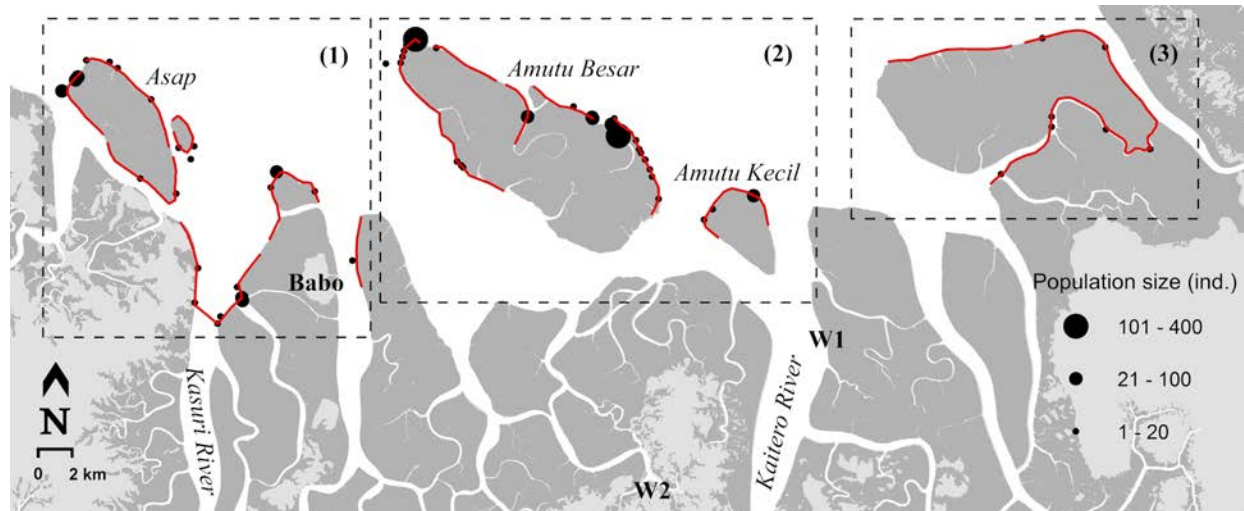 (1)
Asap
(2)
Amutu Besar
(3)
Amutu Kecil
Babo
Population size (ind.)
101 - 400
21 - 100
1 - 20
W1
N
0 2 km
Kasuri River
Kaitero River
W2